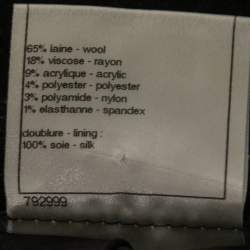 65% laine - wool
18% viscose - rayon
9% acrylique - acrylic
4% polyester - polyester
3% polyamide - nylon
1% elasthanne - spandex
doublure - lining :
100% soie - silk
792999